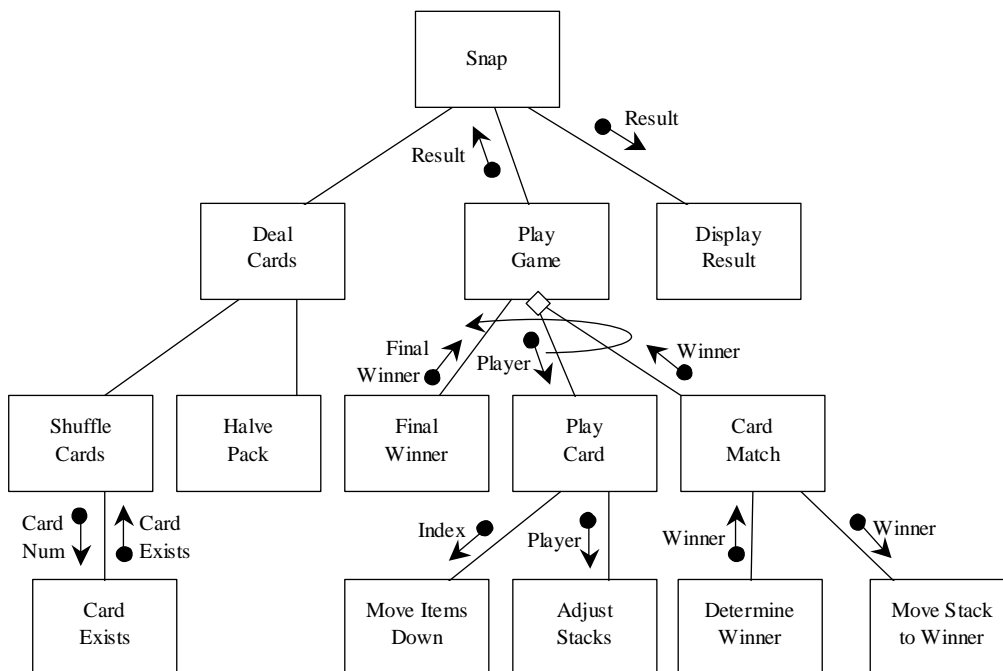 Snap
Result
Result
Deal
Cards
Play
Game
Display
Result
Final
Winner
Player
Winner
Shuffle
Cards
Halve
Pack
Final
Winner
Play
Card
Card
Match
Card
Num
Card
Exists
Index
Player
Winner
Winner
Card
Exists
Move Items
Down
Adjust
Stacks
Determine
Winner
Move Stack
to Winner